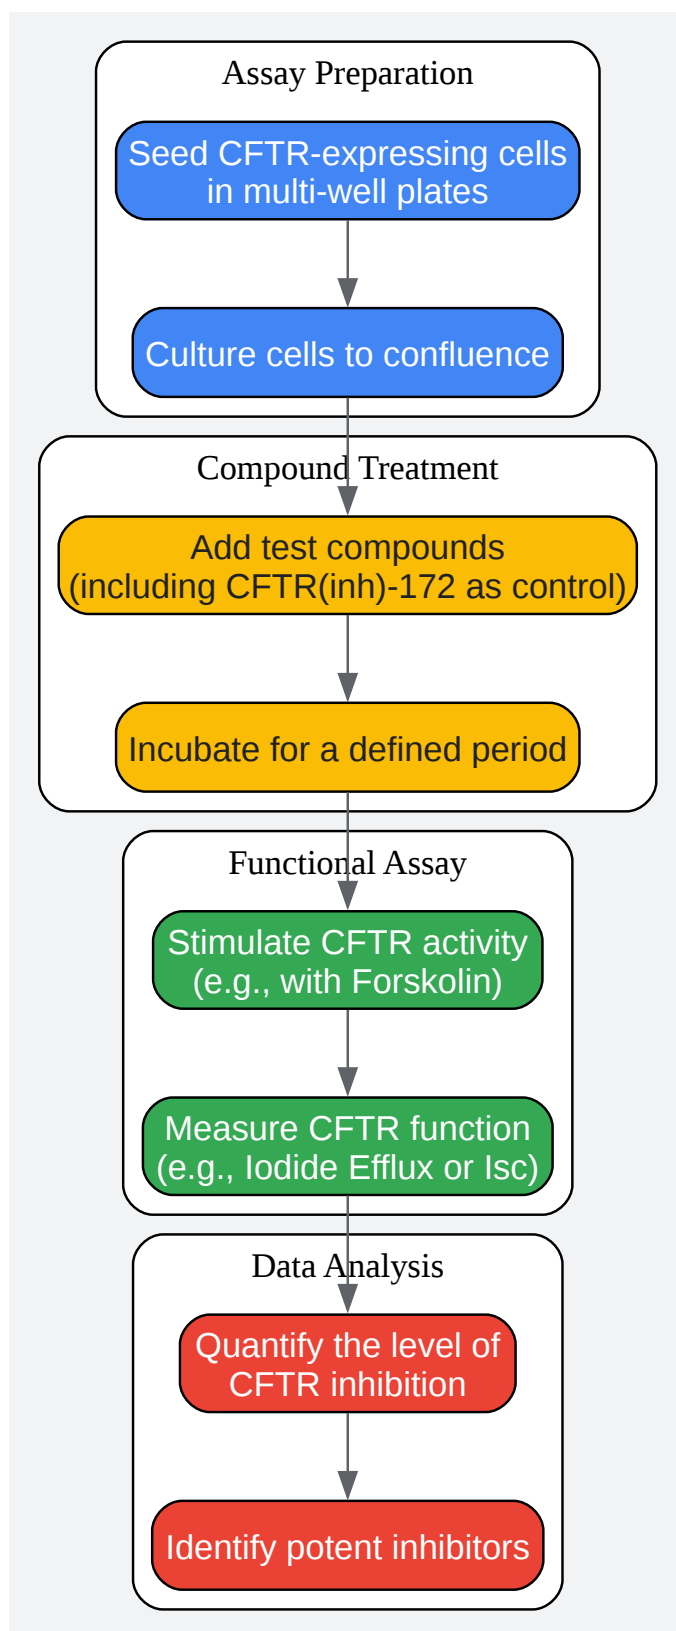 Assay Preparation
Seed CFTR-expressing cells
in multi-well plates
Culture cells to confluence
Compound Treatment
Add test compounds
(including CFTR(inh)-172 as control)
Incubate for a defined period
Functional Assay
Stimulate CFTR activity
(e.g., with Forskolin)
Measure CFTR function
(e.g., Iodide Efflux or Isc)
Data Analysis
Quantify the level of
CFTR inhibition
Identify potent inhibitors